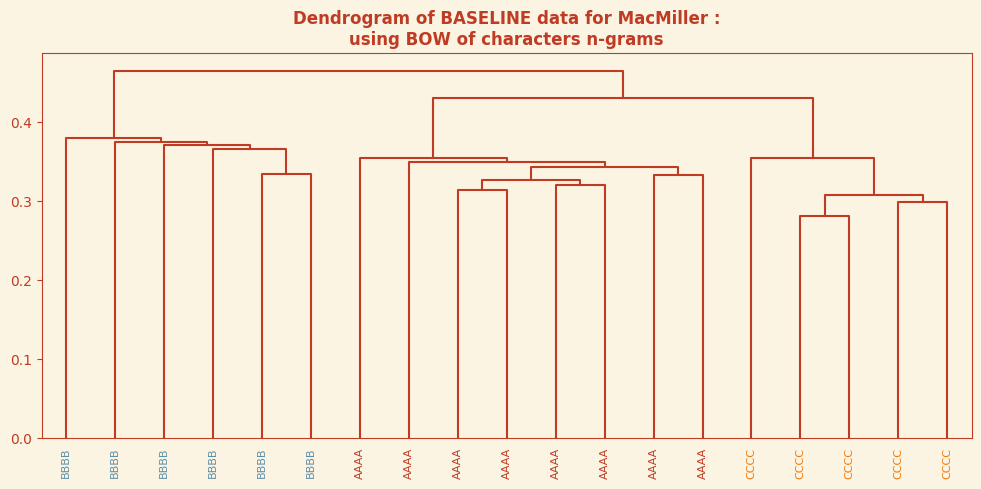 Dendrogram of BASELINE data for MacMiller :
using BOW of characters n-grams
0.4
0.3
0.2
0.1
0.0
BBBB
BBBB
BBBB
BBBB
BBBB
BBBB
AAAA
AAAA
AAAA
AAAA
AAAA
AAAA
AAAA
AAAA
CCCC
CCCC
CCCC
CCCC
CCCC